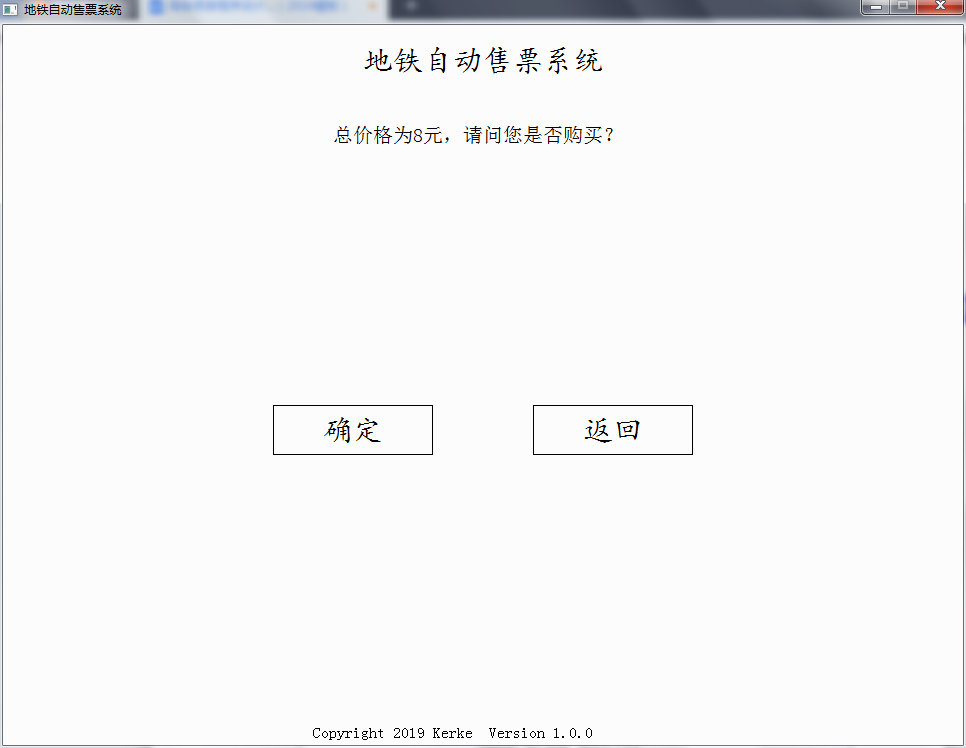 地铁自动售票系统
地铁自动售票系统
总价格为8元，请问您是否购买？
确定
返回
Copyright 2019 Kerke  Version 1.0.0